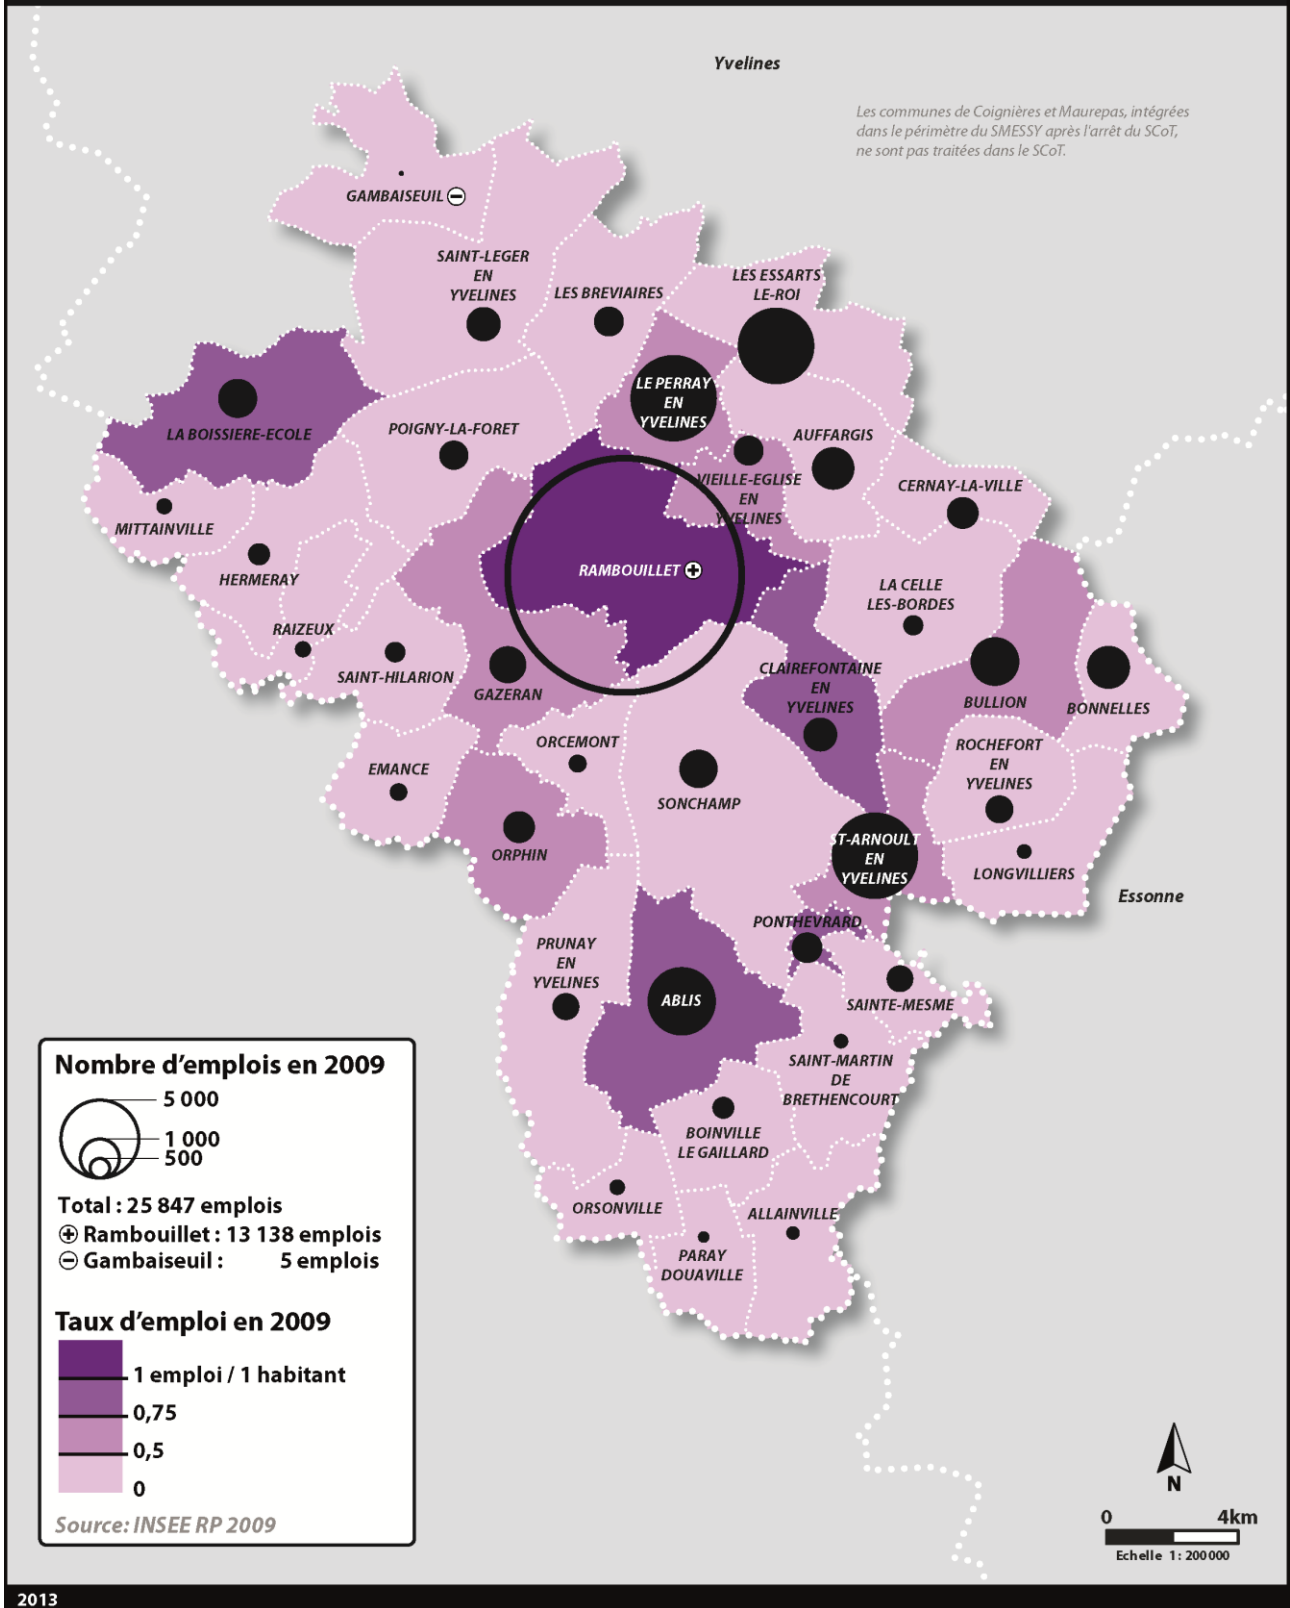 Yvelines
Les communes de Coignières et Maurepas, intégrées
dans le périmètre du SMESSY après l'arrêt du SCoT,
ne sont pas traitées dans le SCoT.
GAMBAISEUIL
SAINT-LEGER
EN
YVELINES
LES BREVIAIRES
LES ESSARTS
LE-ROI
LE PERRAY
EN
YVELINES
LA BOISSIERE-ECOLE
POIGNY-LA-FORET
AUFFARGIS
VIEILLE-EGLISE
EN
YVELINES
CERNAY-LA-VILLE
MITTAINVILLE
HERMERAY
RAMBOUILLET
LA CELLE
LES-BORDES
RAIZEUX
SAINT-HILARION
GAZERAN
CLAIREFONTAINE
EN
YVELINES
BULLION
BONNELLES
ORCEMONT
EMANCE
SONCHAMP
ROCHEFORT
EN
YVELINES
ORPHIN
ST-ARNOULT
EN
YVELINES
LONGVILLIERS
Essonne
PONTHEVRARD
PRUNAY
EN
YVELINES
ABLIS
SAINTE-MESME
SAINT-MARTIN
DE
BRETHENCOURT
BOINVILLE
LE GAILLARD
ORSONVILLE
ALLAINVILLE
PARAY
DOUAVILLE
Nombre d'emplois en 2009
5 000
1 000
500
Total : 25 847 emplois
Rambouillet : 13 138 emplois
Gambaiseuil : 5 emplois
Taux d'emploi en 2009
1 emploi / 1 habitant
0,75
0,5
0
Source: INSEE RP 2009
N
0 4km
Echelle 1 : 200 000
2013